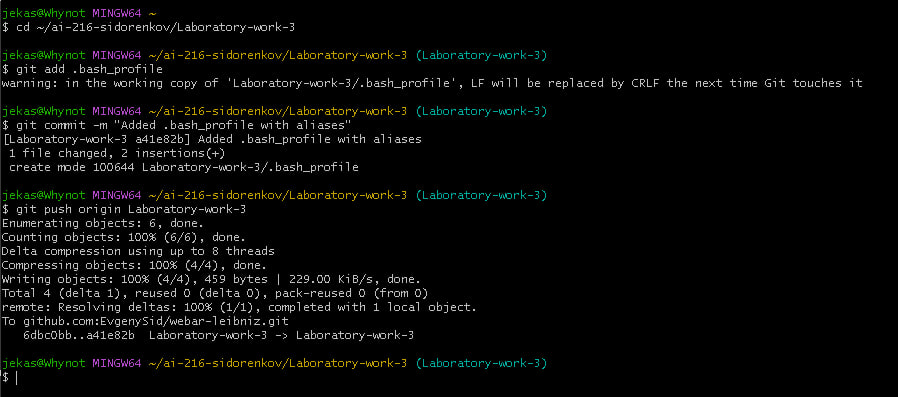 jekas@Whynot MINGW64 ~
$ cd ~/ai-216-sidorenkov/Laboratory-work-3
jekas@Whynot MINGW64 ~/ai-216-sidorenkov/Laboratory-work-3 (Laboratory-work-3)
$ git add .bash_profile
warning: in the working copy of 'Laboratory-work-3/.bash_profile', LF will be replaced by CRLF the next time Git touches it
jekas@Whynot MINGW64 ~/ai-216-sidorenkov/Laboratory-work-3 (Laboratory-work-3)
$ git commit -m "Added .bash_profile with aliases"
[Laboratory-work-3 a41e82b] Added .bash_profile with aliases
 1 file changed, 2 insertions(+)
 create mode 100644 Laboratory-work-3/.bash_profile
jekas@Whynot MINGW64 ~/ai-216-sidorenkov/Laboratory-work-3 (Laboratory-work-3)
$ git push origin Laboratory-work-3
Enumerating objects: 6, done.
Counting objects: 100% (6/6), done.
Delta compression using up to 8 threads
Compressing objects: 100% (4/4), done.
Writing objects: 100% (4/4), 459 bytes | 229.00 KiB/s, done.
Total 4 (delta 1), reused 0 (delta 0), pack-reused 0 (from 0)
remote: Resolving deltas: 100% (1/1), completed with 1 local object.
To github.com:EvgenySid/webar-leibniz.git
   6dbc0bb..a41e82b  Laboratory-work-3 -> Laboratory-work-3
jekas@Whynot MINGW64 ~/ai-216-sidorenkov/Laboratory-work-3 (Laboratory-work-3)
$